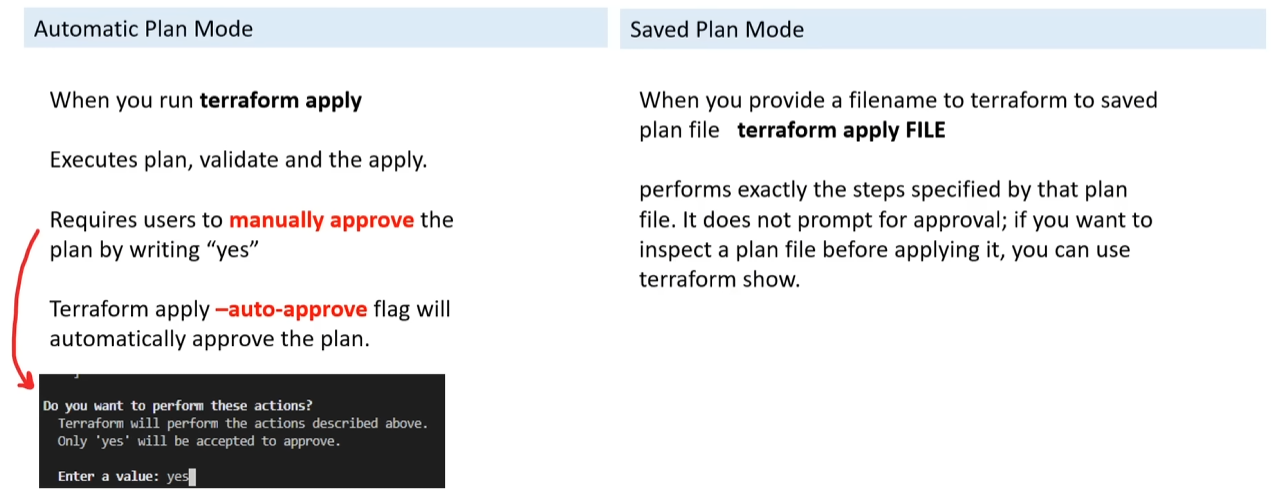 Automatic Plan Mode
When you run terraform apply
Executes plan, validate and the apply.
Requires users to manually approve the
plan by writing “yes”
Terraform apply –auto-approve flag will
automatically approve the plan.
Do you want to perform these actions?
Terraform will perform the actions described above.
Only 'yes' will be accepted to approve.
Enter a value: yes
Saved Plan Mode
When you provide a filename to terraform to saved
plan file terraform apply FILE
performs exactly the steps specified by that plan
file. It does not prompt for approval; if you want to
inspect a plan file before applying it, you can use
terraform show.